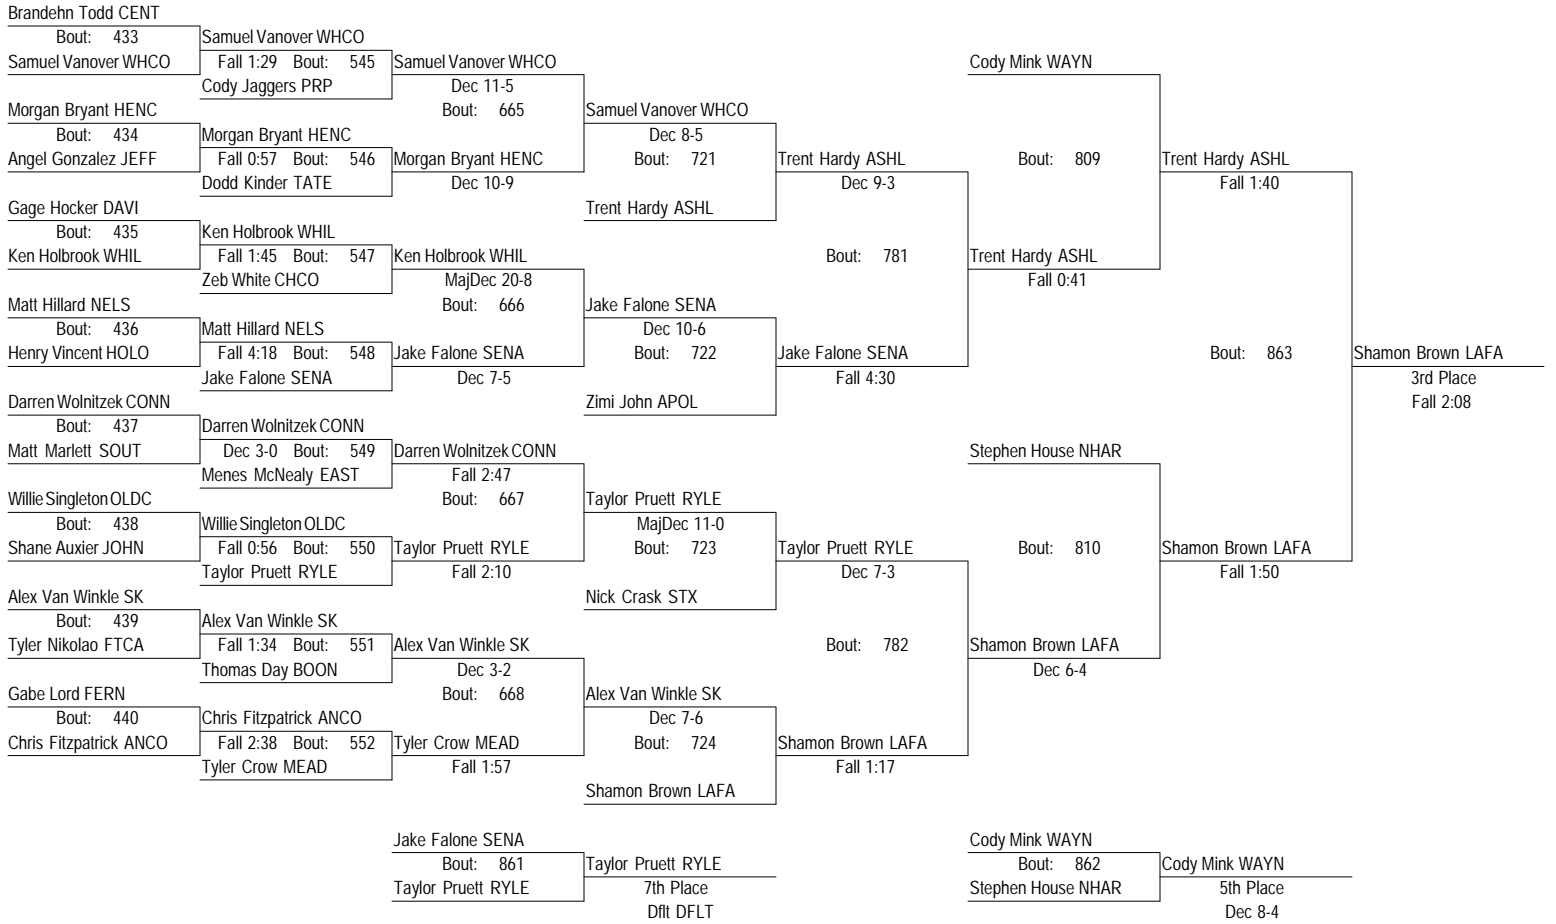 Brandehn Todd CENT
Bout: 433 Samuel Vanover WHCO
Samuel Vanover WHCO Fall 1:29 Bout: 545 Samuel Vanover WHCO Cody Mink WAYN
Cody Jaggers PRP Dec 11-5
Morgan Bryant HENC Bout: 665 Samuel Vanover WHCO
Bout: 434 Morgan Bryant HENC Dec 8-5
Angel Gonzalez JEFF Fall 0:57 Bout: 546 Morgan Bryant HENC Bout: 721 Trent Hardy ASHL Bout: 809 Trent Hardy ASHL
Dodd Kinder TATE Dec 10-9 Dec 9-3 Fall 1:40
Gage Hocker DAVI Trent Hardy ASHL
Bout: 435 Ken Holbrook WHIL
Ken Holbrook WHIL Fall 1:45 Bout: 547 Ken Holbrook WHIL Bout: 781 Trent Hardy ASHL
Zeb White CHCO MajDec 20-8 Fall 0:41
Matt Hillard NELS Bout: 666 Jake Falone SENA
Bout: 436 Matt Hillard NELS Dec 10-6
Henry Vincent HOLO Fall 4:18 Bout: 548 Jake Falone SENA Bout: 722 Jake Falone SENA Bout: 863 Shamon Brown LAFA
Jake Falone SENA Dec 7-5 Fall 4:30 3rd Place
Darren Wolnitzek CONN Zimi John APOL Fall 2:08
Bout: 437 Darren Wolnitzek CONN
Matt Marlett SOUT Dec 3-0 Bout: 549 Darren Wolnitzek CONN Stephen House NHAR
Menes McNealy EAST Fall 2:47
Willie Singleton OLDC Bout: 667 Taylor Pruett RYLE
Bout: 438 Willie Singleton OLDC MajDec 11-0
Shane Auxier JOHN Fall 0:56 Bout: 550 Taylor Pruett RYLE Bout: 723 Taylor Pruett RYLE Bout: 810 Shamon Brown LAFA
Taylor Pruett RYLE Fall 2:10 Dec 7-3 Fall 1:50
Alex Van Winkle SK Nick Crask STX
Bout: 439 Alex Van Winkle SK
Tyler Nikolao FTCA Fall 1:34 Bout: 551 Alex Van Winkle SK Bout: 782 Shamon Brown LAFA
Thomas Day BOON Dec 3-2 Dec 6-4
Gabe Lord FERN Bout: 668 Alex Van Winkle SK
Bout: 440 Chris Fitzpatrick ANCO Dec 7-6
Chris Fitzpatrick ANCO Fall 2:38 Bout: 552 Tyler Crow MEAD Bout: 724 Shamon Brown LAFA
Tyler Crow MEAD Fall 1:57 Fall 1:17
Shamon Brown LAFA
Jake Falone SENA Cody Mink WAYN
Bout: 861 Taylor Pruett RYLE Bout: 862 Cody Mink WAYN
Taylor Pruett RYLE 7th Place Stephen House NHAR 5th Place
Dflt DFLT Dec 8-4